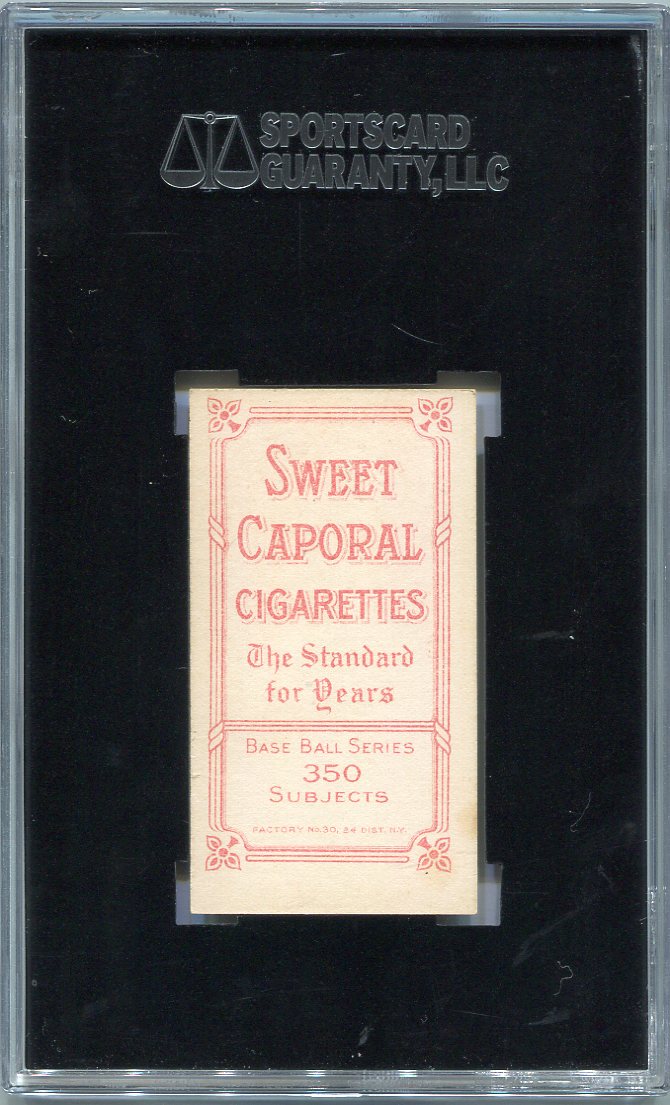 SPORTSCARD
GUARANTY, LLC
SWEET
CAPORAL
CIGARETTES
The Standard
for Years
BASE BALL SERIES
350
SUBJECTS
FACTORY No. 30, 24 DIST. N.Y.